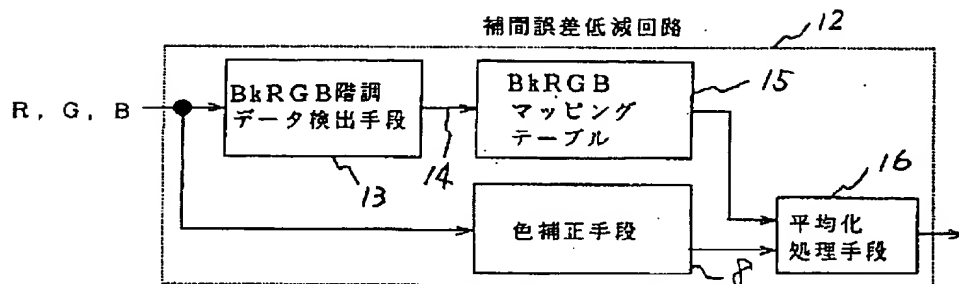 補間誤差低減回路
12
R, G, B
BkRGB階調
データ検出手段
13
14
BkRGB
マッピング
テーブル
15
16
平均化
処理手段
色補正手段
8